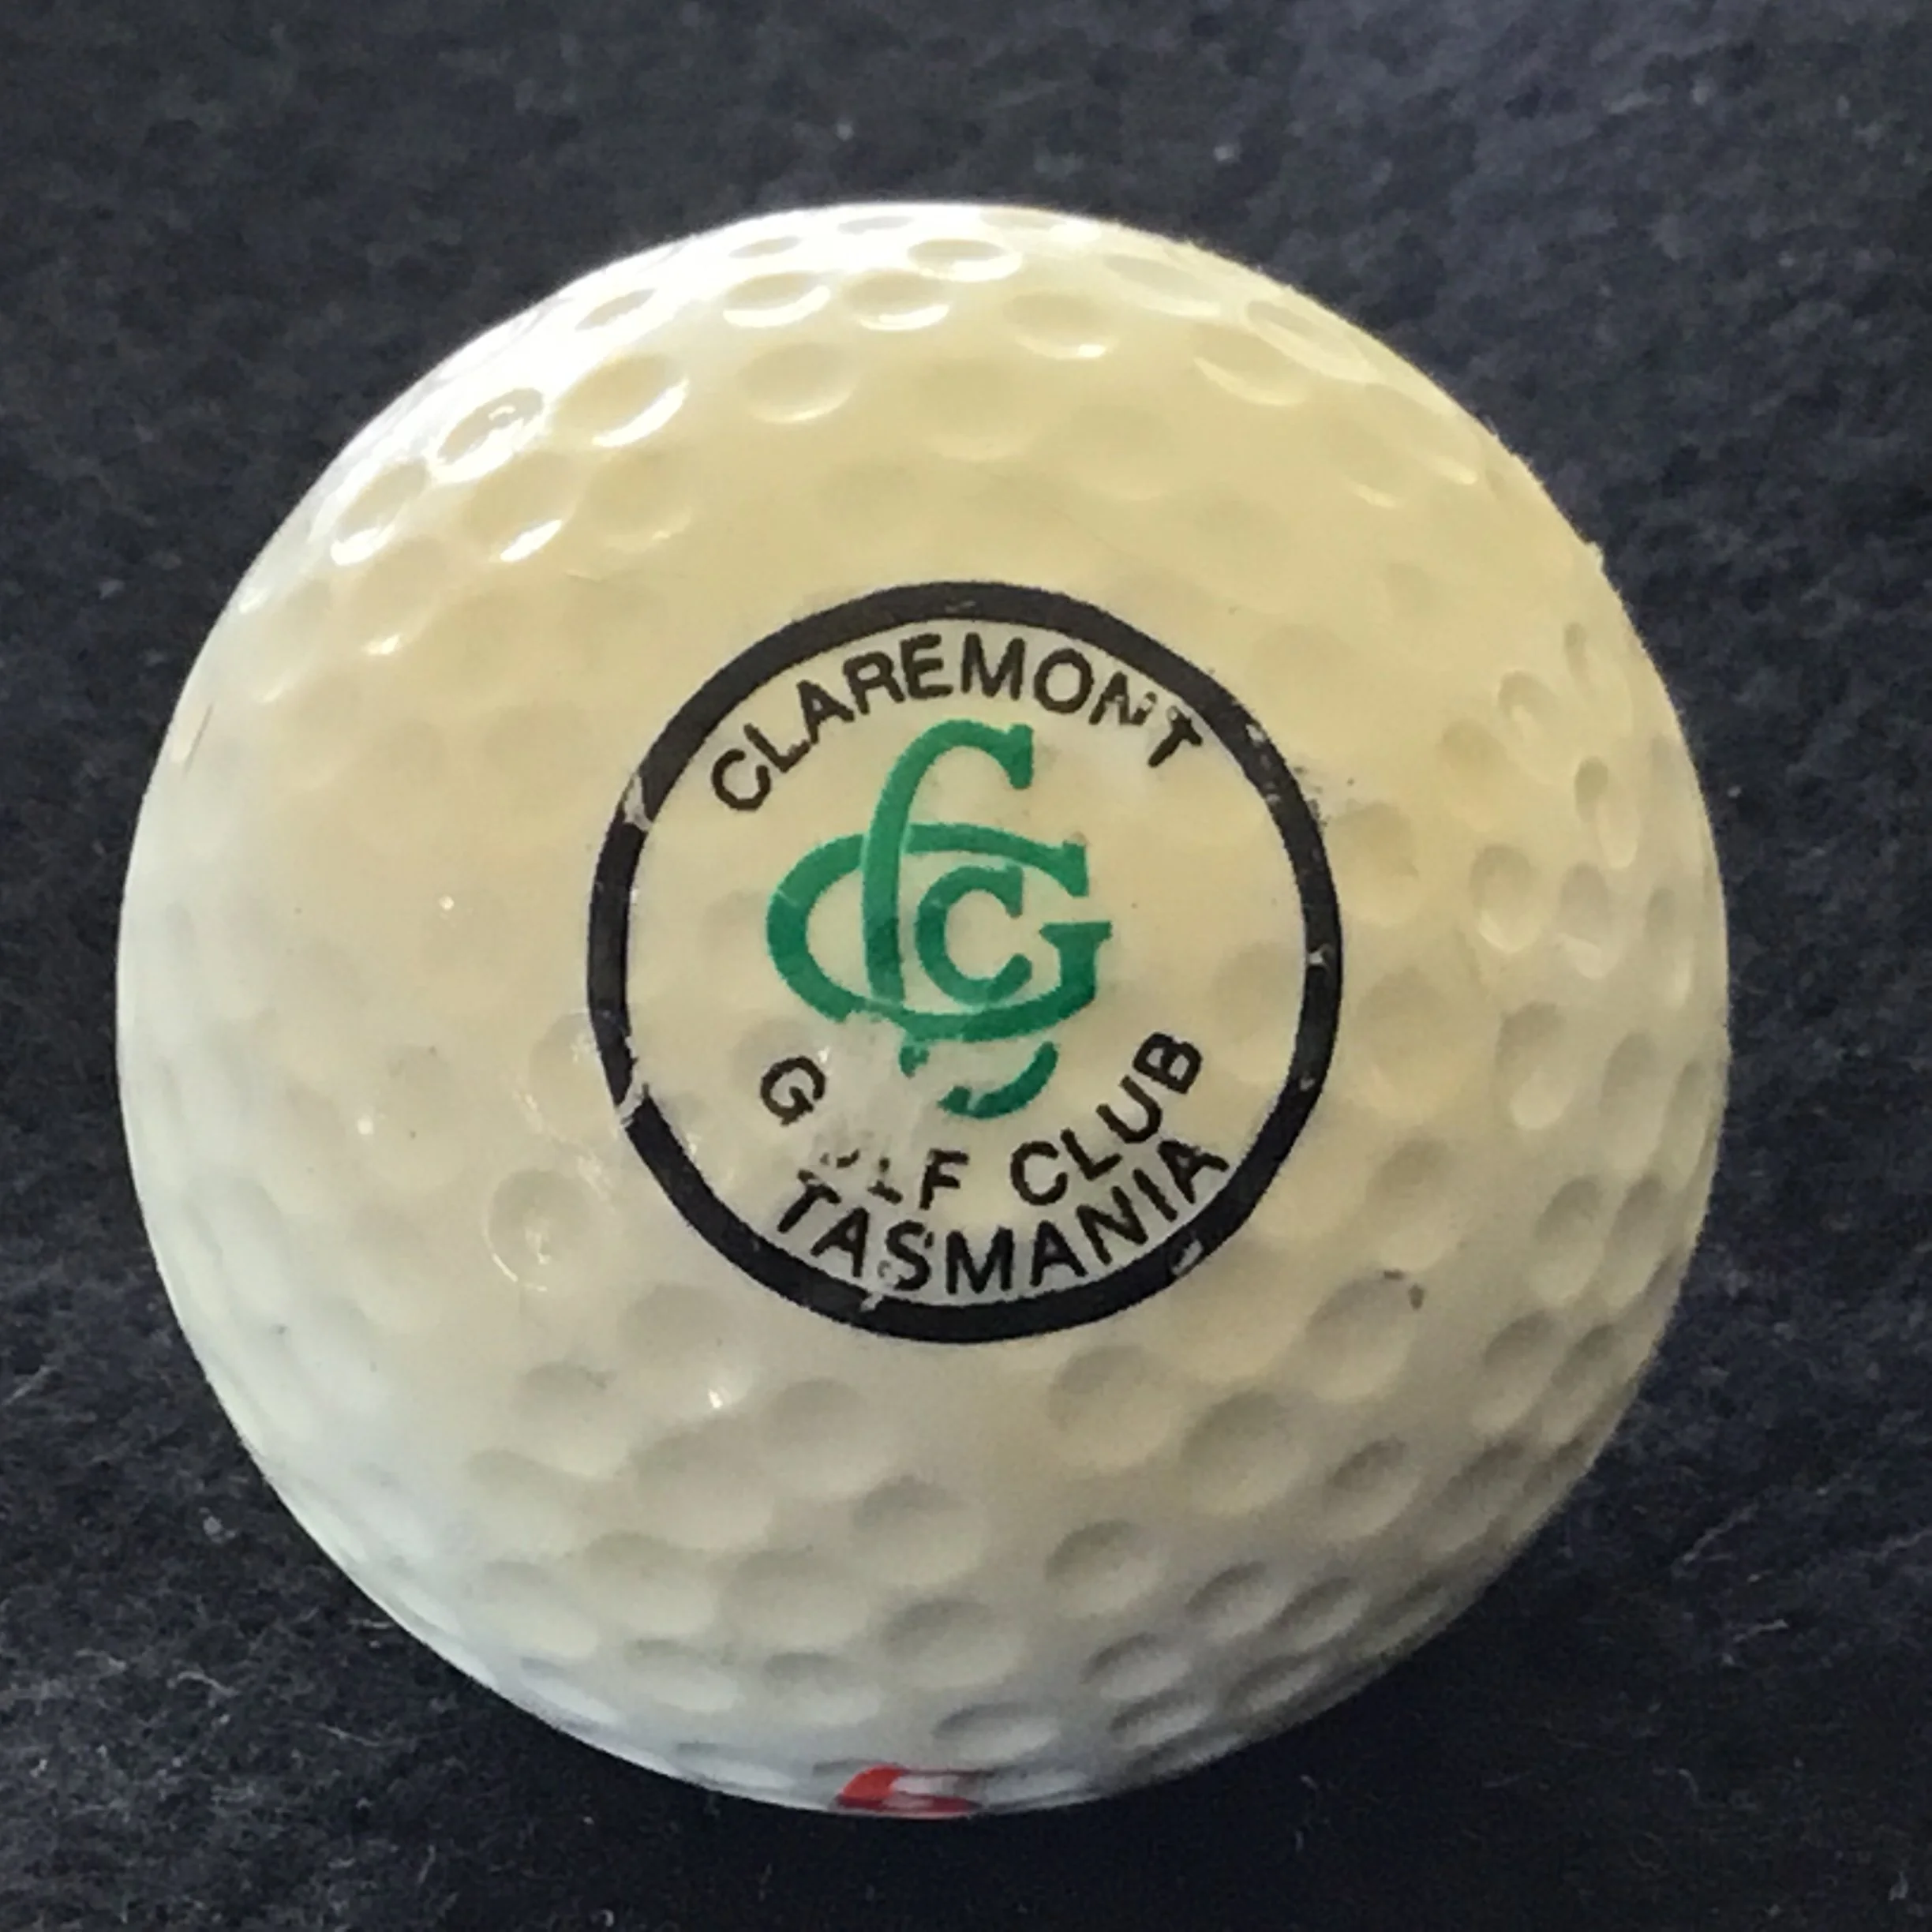 CLAREMONT
CGC
GOLF CLUB
TASMANIA